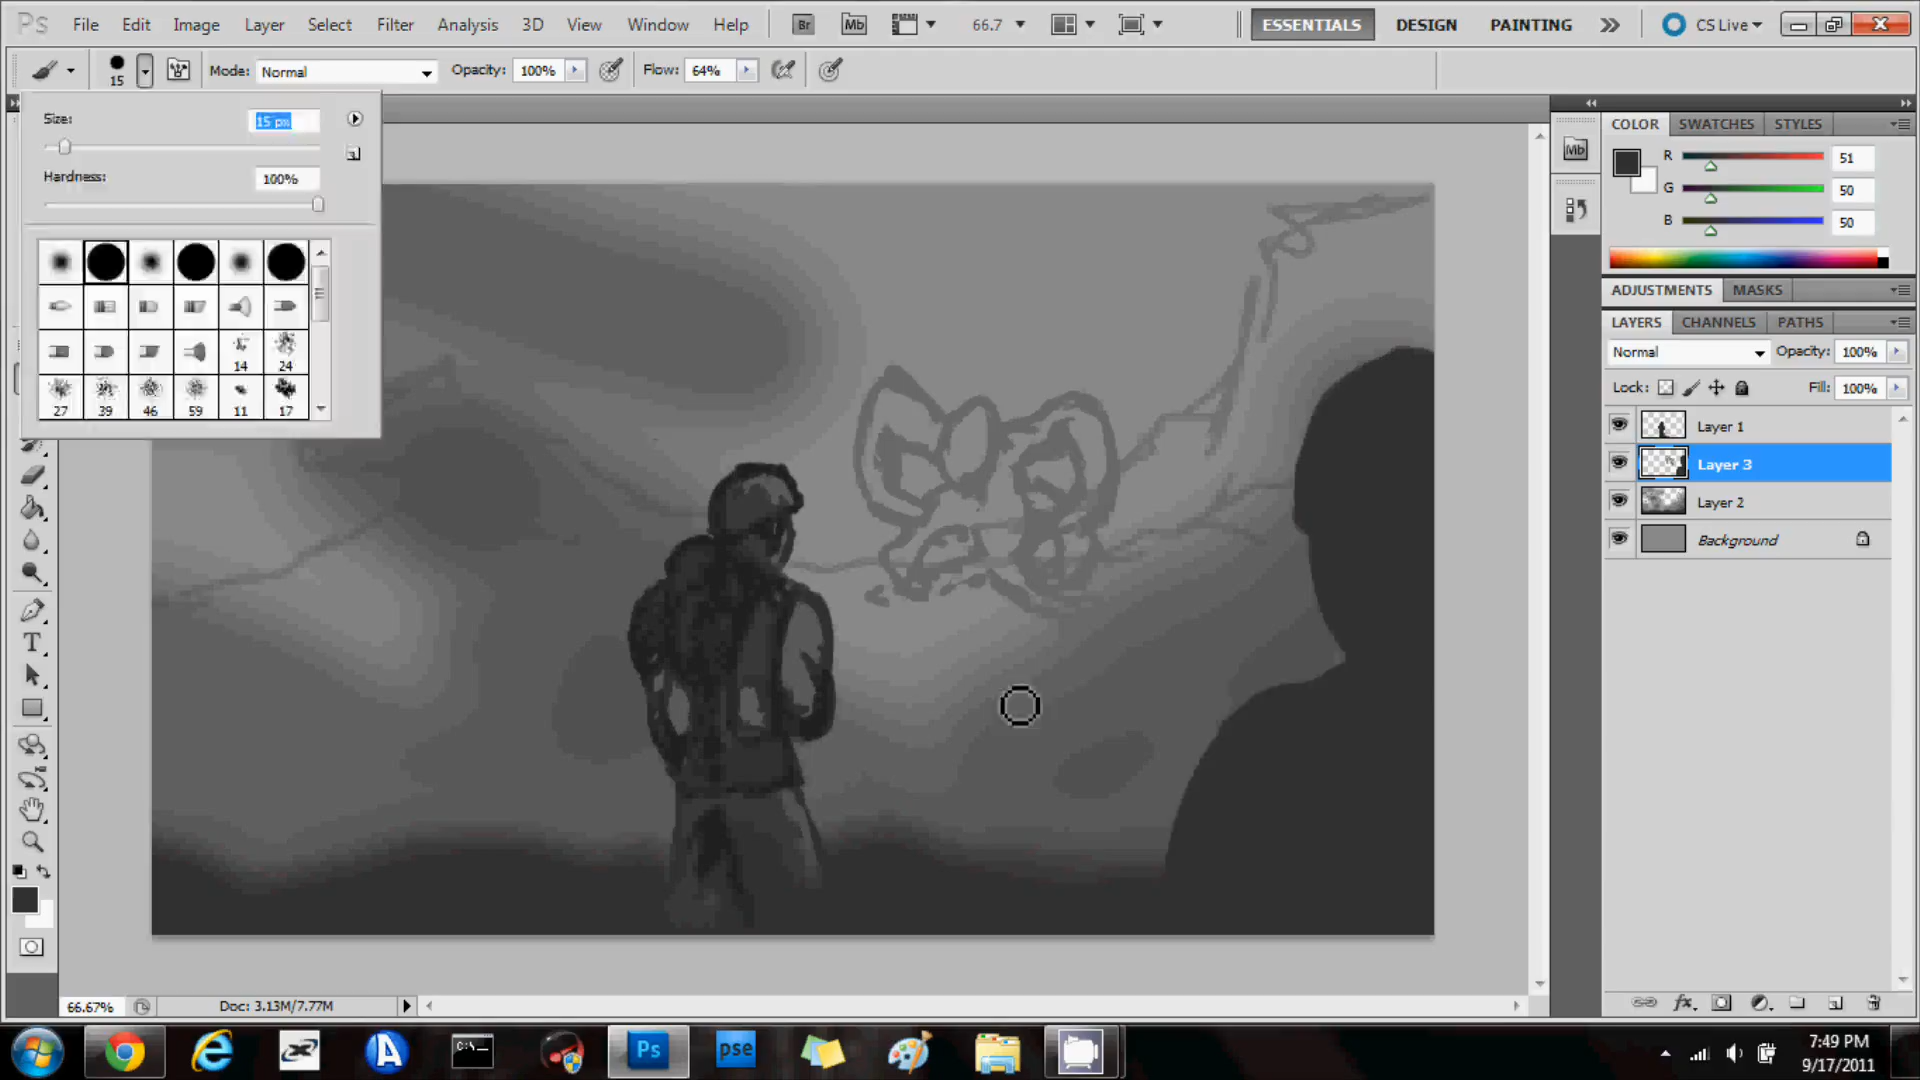 Ps File Edit Image Layer Select Filter Analysis 3D View Window Help Br Mb 66.7 ESSENTIALS DESIGN PAINTING CS Live
15 Mode: Normal Opacity: 100% Flow: 64%
Size: 15 px
Hardness: 100%
14 24
27 39 46 59 11 17
T
Mb
COLOR SWATCHES STYLES
R 51
G 50
B 50
ADJUSTMENTS MASKS
LAYERS CHANNELS PATHS
Normal Opacity: 100%
Lock: Fill: 100%
Layer 1
Layer 3
Layer 2
Background
fx
66.67% Doc: 3.13M/7.77M
C:\ Ps pse
7:49 PM
9/17/2011